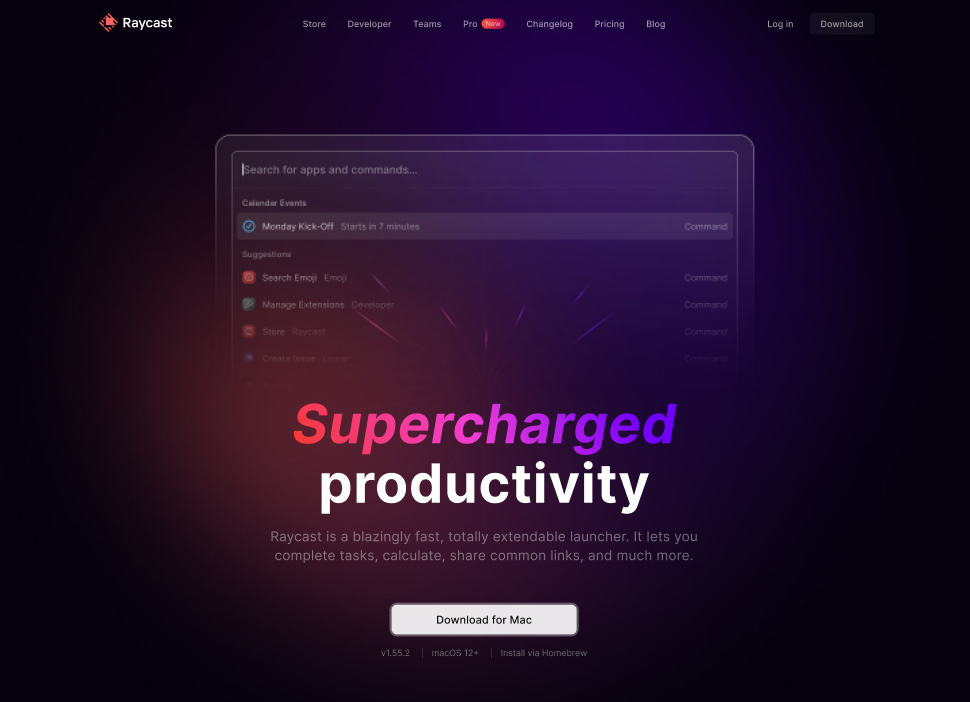 Raycast
Store Developer Teams Pro New Changelog Pricing Blog
Log in Download
Search for apps and commands...
Calendar Events
Monday Kick-Off Starts in 7 minutes Command
Suggestions
Search Emoji Emoji Command
Manage Extensions Developer Command
Store Raycast Command
Create Issue Linear Command
Supercharged
productivity
Raycast is a blazingly fast, totally extendable launcher. It lets you
complete tasks, calculate, share common links, and much more.
Download for Mac
v1.55.2 macOS 12+ Install via Homebrew